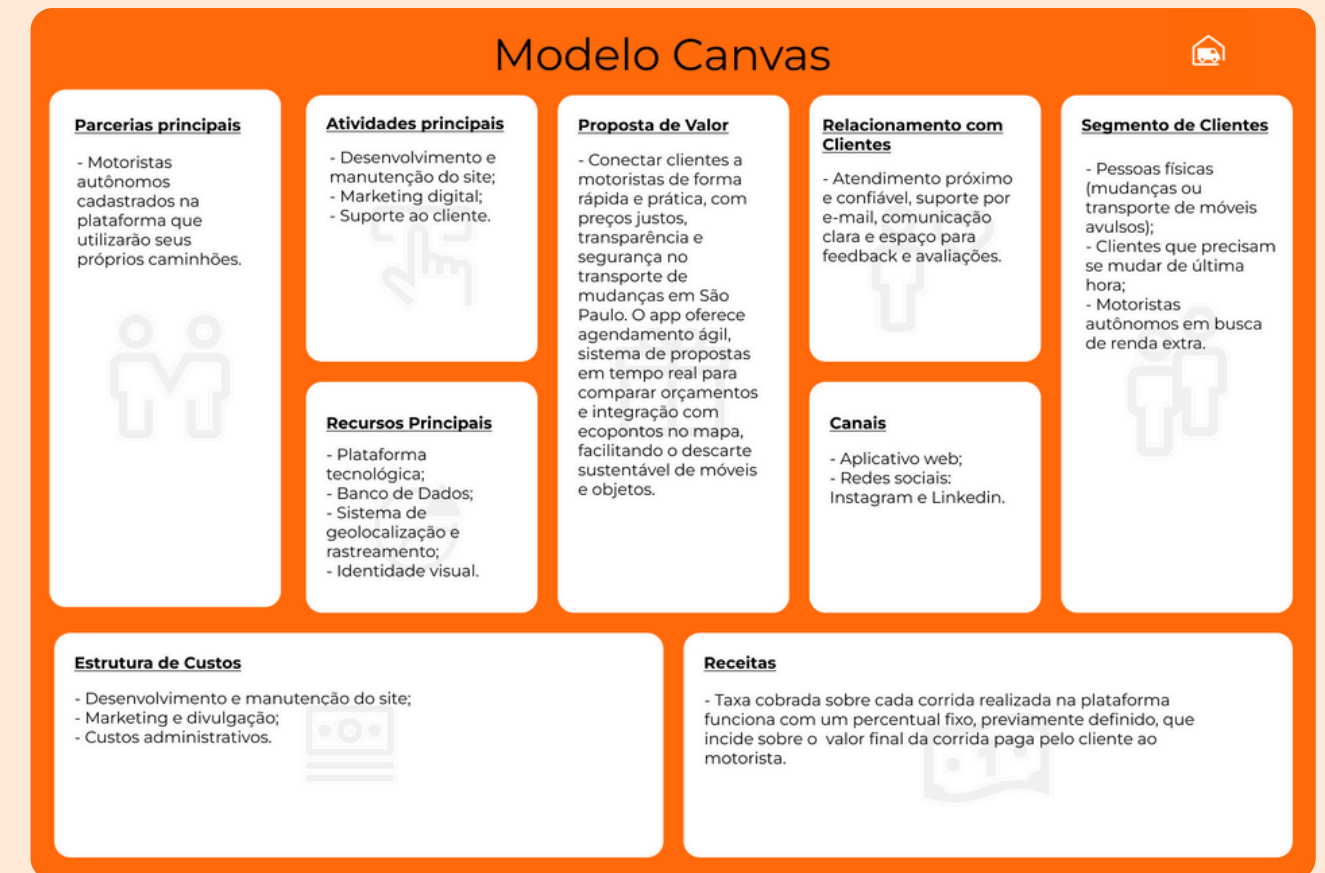 Modelo Canvas
Parcerias principais
- Motoristas
autônomos
cadastrados na
plataforma que
utilizarão seus
próprios caminhões.
Atividades principais
- Desenvolvimento e
manutenção do site;
- Marketing digital;
- Suporte ao cliente.
Recursos Principais
- Plataforma
tecnológica;
- Banco de Dados;
- Sistema de
geolocalização e
rastreamento;
- Identidade visual.
Proposta de Valor
- Conectar clientes a
motoristas de forma
rápida e prática, com
preços justos,
transparência e
segurança no
transporte de
mudanças em São
Paulo. O app oferece
agendamento ágil,
sistema de propostas
em tempo real para
comparar orçamentos
e integração com
ecopontos no mapa,
facilitando o descarte
sustentável de móveis
e objetos.
Relacionamento com
Clientes
- Atendimento próximo
e confiável, suporte por
e-mail, comunicação
clara e espaço para
feedback e avaliações.
Canais
- Aplicativo web;
- Redes sociais:
Instagram e Linkedin.
Segmento de Clientes
- Pessoas físicas
(mudanças ou
transporte de móveis
avulsos);
- Clientes que precisam
se mudar de última
hora;
- Motoristas
autônomos em busca
de renda extra.
Estrutura de Custos
- Desenvolvimento e manutenção do site;
- Marketing e divulgação;
- Custos administrativos.
Receitas
- Taxa cobrada sobre cada corrida realizada na plataforma
funciona com um percentual fixo, previamente definido, que
incide sobre o valor final da corrida paga pelo cliente ao
motorista.